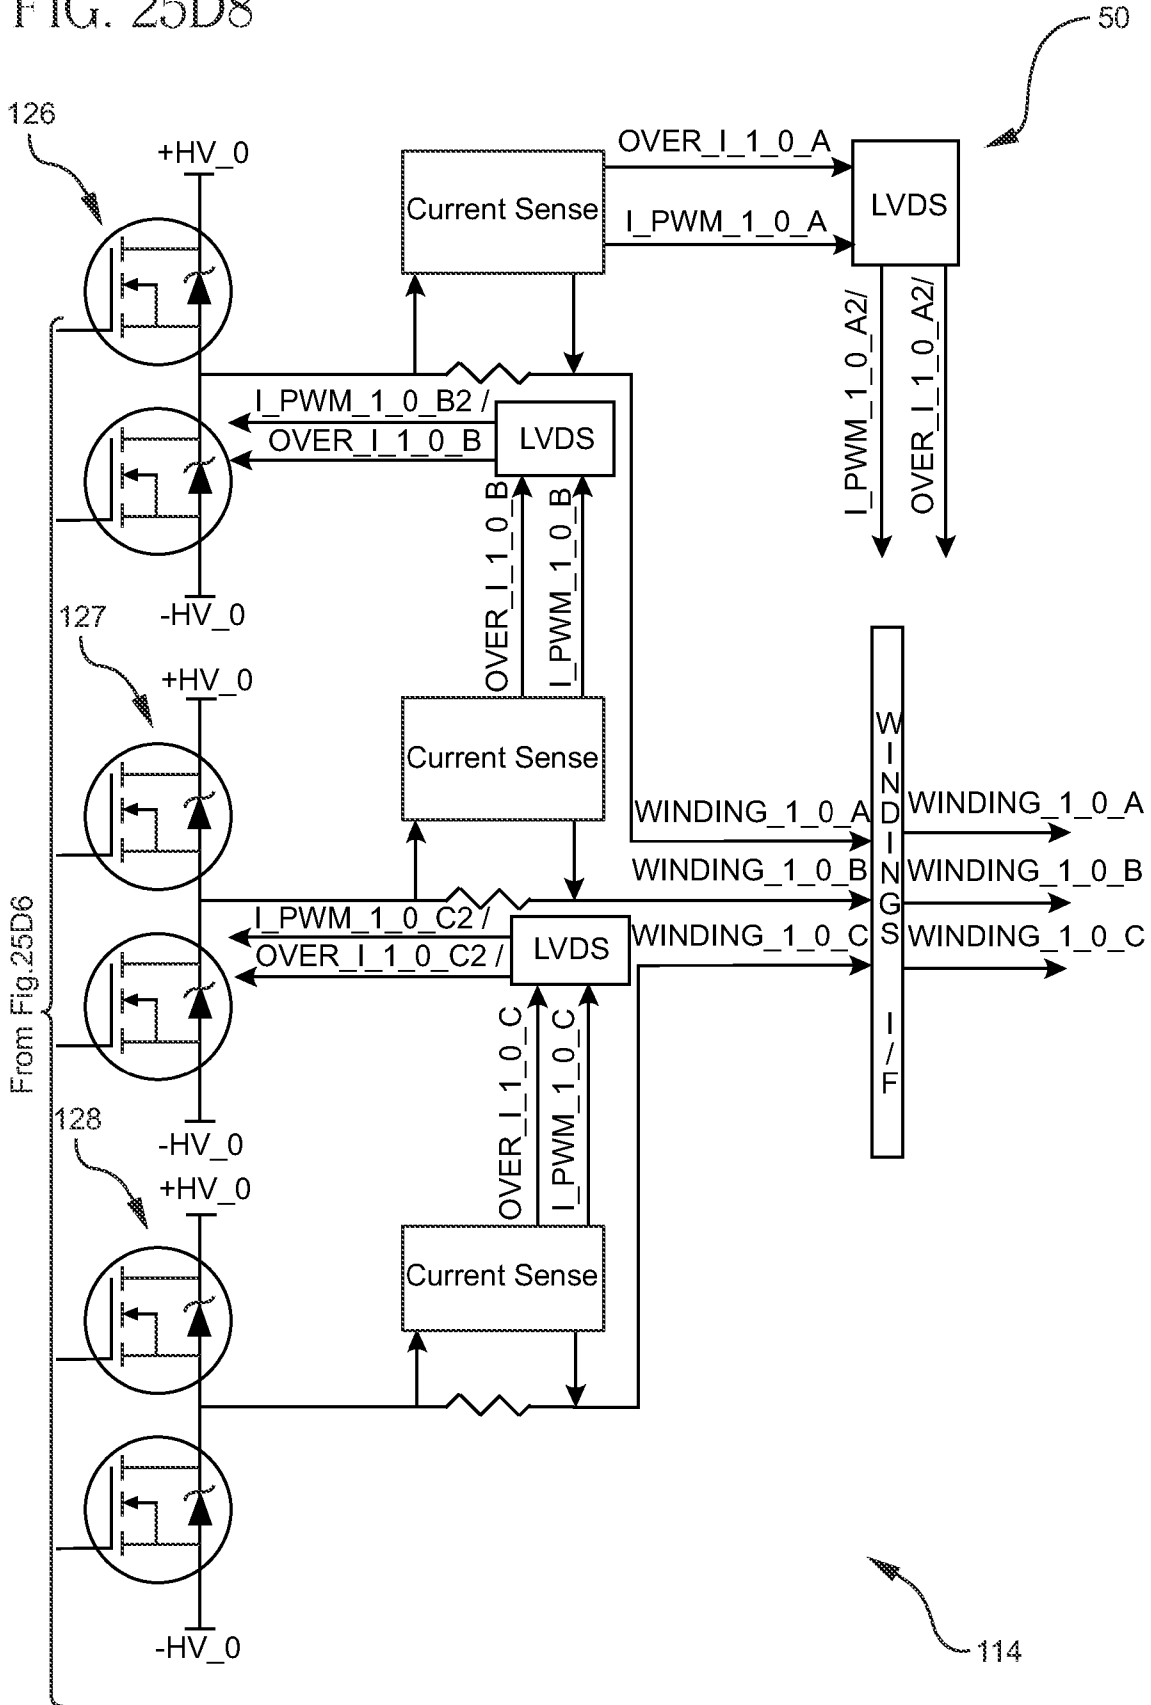 FIG. 25D8
50
126
+HV_0
Current Sense
OVER_I_1_0_A
I_PWM_1_0_A
LVDS
I_PWM_1_0_A2/
OVER_I_1_0_A2/
I_PWM_1_0_B2 /
OVER_I_1_0_B
LVDS
OVER_I_1_0_B
I_PWM_1_0_B
-HV_0
127
+HV_0
Current Sense
WINDINGS I/F
WINDING_1_0_A
WINDING_1_0_A
WINDING_1_0_B
WINDING_1_0_B
WINDING_1_0_C
WINDING_1_0_C
I_PWM_1_0_C2 /
OVER_I_1_0_C2 /
LVDS
From Fig.25D6
OVER_I_1_0_C
I_PWM_1_0_C
-HV_0
128
+HV_0
Current Sense
-HV_0
114